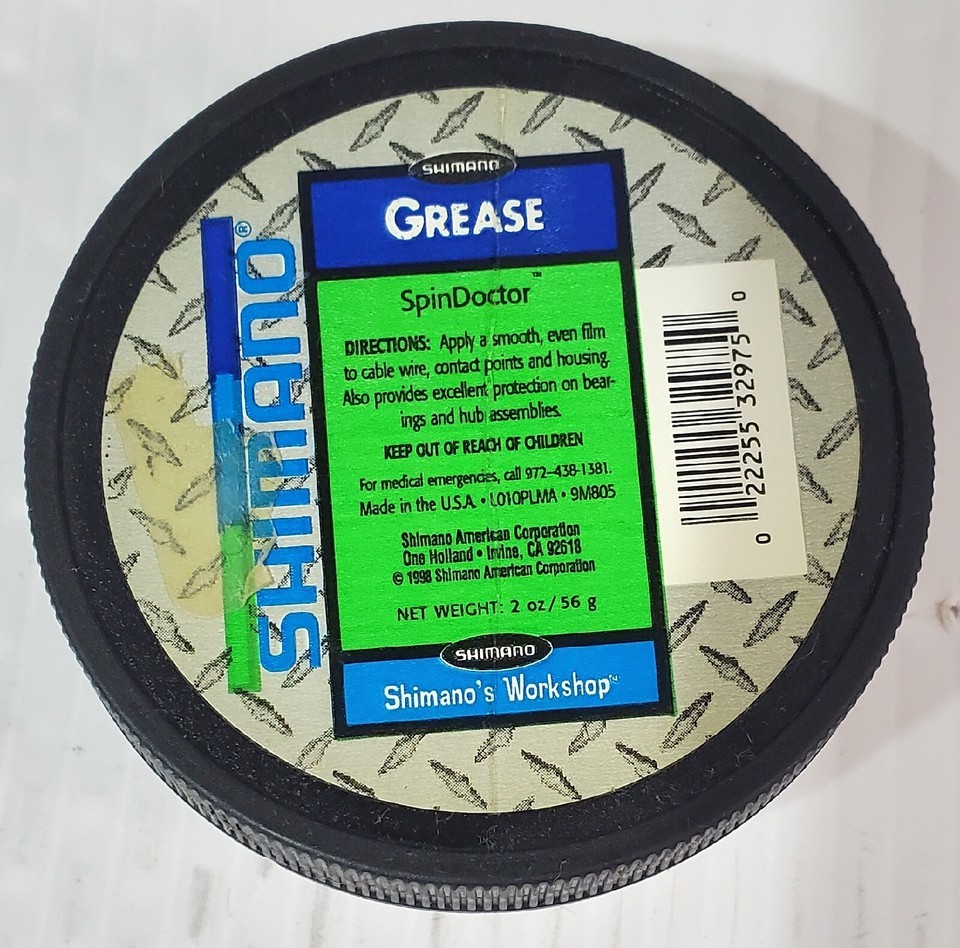 SHIMANO
GREASE
SpinDoctor™
DIRECTIONS: Apply a smooth, even film
to cable wire, contact points and housing.
Also provides excellent protection on bear-
ings and hub assemblies.
KEEP OUT OF REACH OF CHILDREN
For medical emergencies, call 972-438-1381.
Made in the U.S.A. • L010PLMA • 9M805
Shimano American Corporation
One Holland • Irvine, CA 92618
© 1998 Shimano American Corporation
NET WEIGHT: 2 oz/56 g
SHIMANO
Shimano's Workshop™
SHIMANO®
0 22255 32975 0